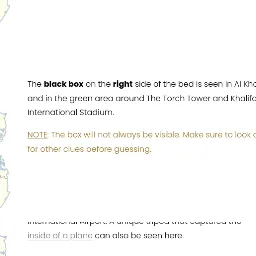 The black box on the right side of the bed is seen in Al
and in the green area around The Torch Tower and Khalifa
International Stadium.
NOTE: The box will not always be visible. Make sure to look
for other clues before guessing.
International Airport. A unique tripod that captured the
inside of a plane can also be seen here.